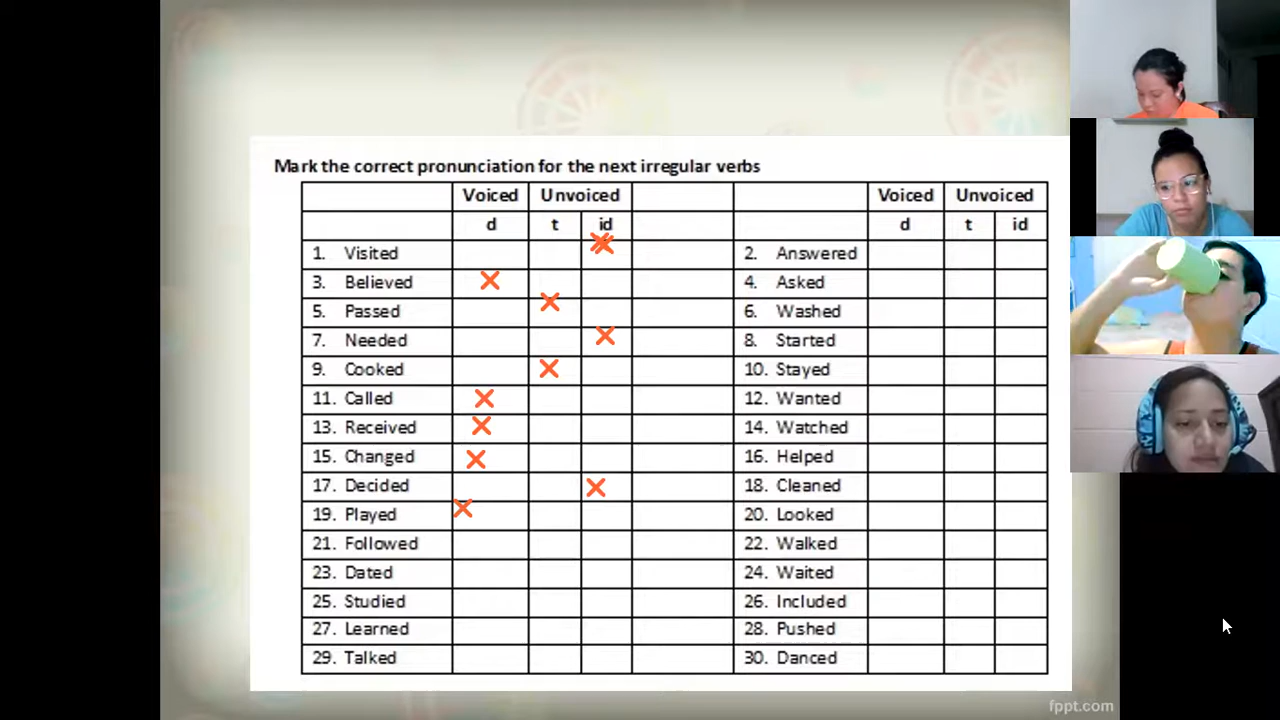 Mark the correct pronunciation for the next irregular verbs
Voiced Unvoiced Voiced Unvoiced
d t id d t id
1. Visited 2. Answered
3. Believed 4. Asked
5. Passed 6. Washed
7. Needed 8. Started
9. Cooked 10. Stayed
11. Called 12. Wanted
13. Received 14. Watched
15. Changed 16. Helped
17. Decided 18. Cleaned
19. Played 20. Looked
21. Followed 22. Walked
23. Dated 24. Waited
25. Studied 26. Included
27. Learned 28. Pushed
29. Talked 30. Danced
fppt.com